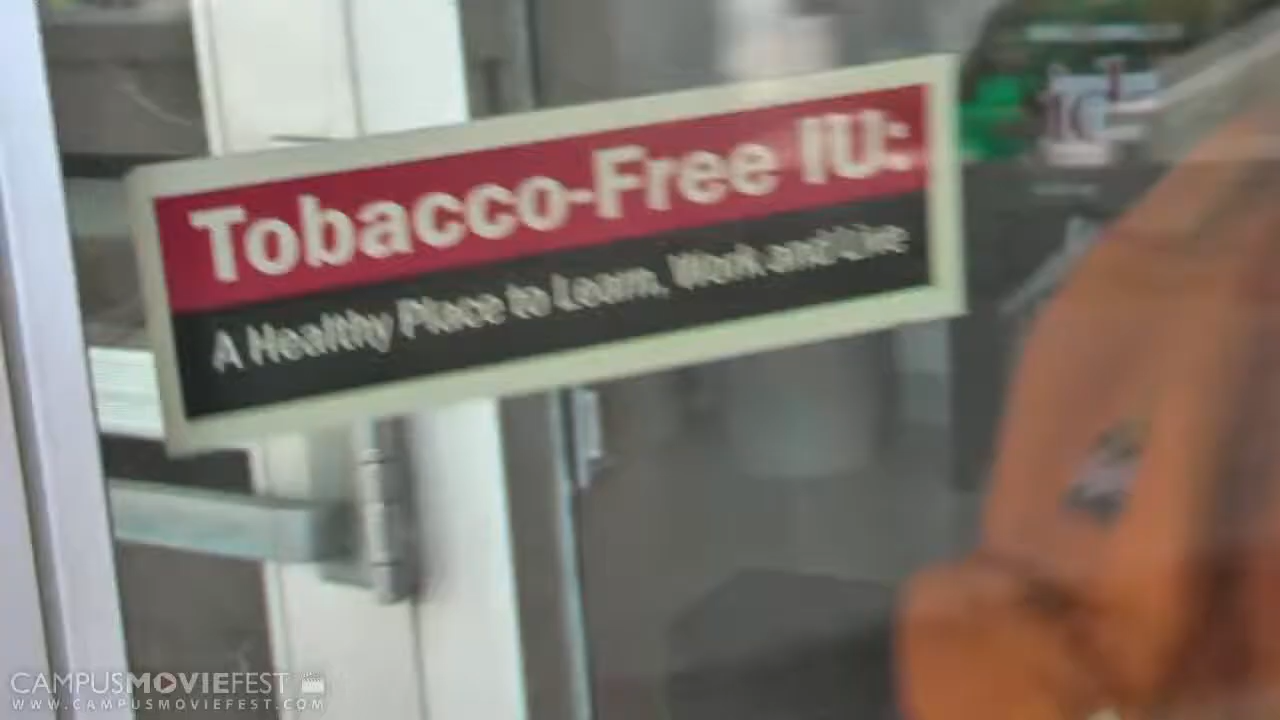 Tobacco-Free IU:
A Healthy Place to Learn, Work and Live
CAMPUSMOVIEFEST
WWW.CAMPUSMOVIEFEST.COM